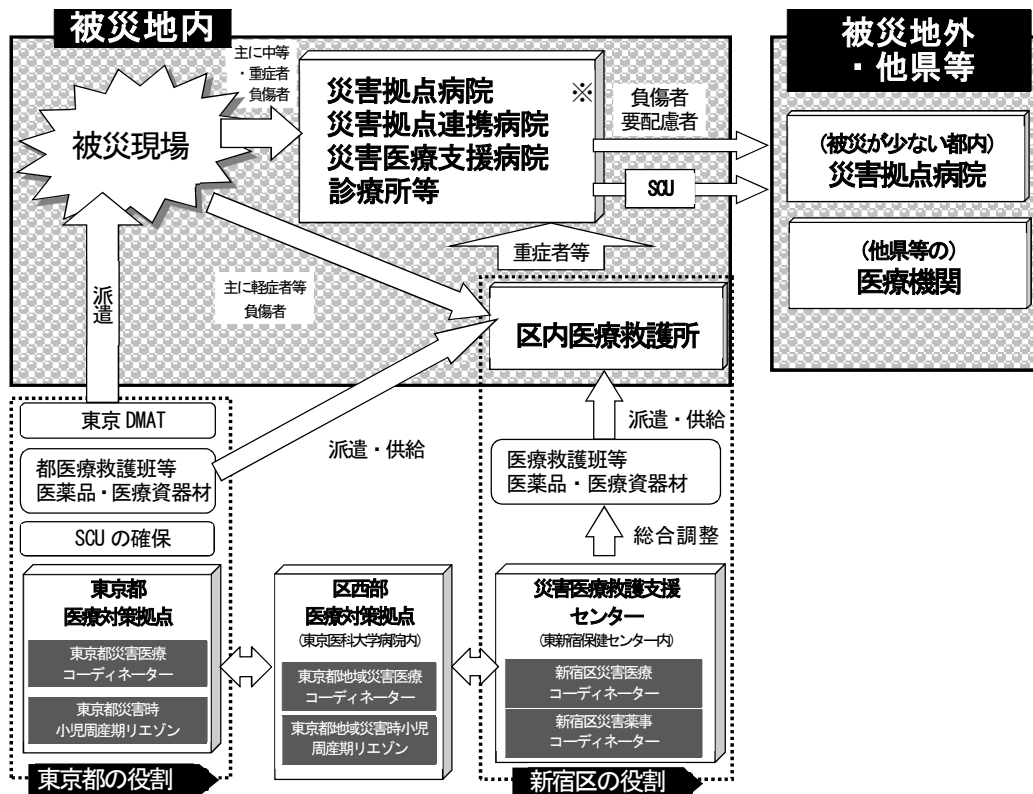 被災地内
被災地外
・他県等
主に中等
・重症者
負傷者
被災現場
災害拠点病院 ※
災害拠点連携病院
災害医療支援病院
診療所等
負傷者
要配慮者
SCU
(被災が少ない都内)
災害拠点病院
(他県等の)
医療機関
重症者等
派遣
主に軽症者等
負傷者
区内医療救護所
東京 DMAT
都医療救護班等
医薬品・医療資器材
SCU の確保
派遣・供給
派遣・供給
医療救護班等
医薬品・医療資器材
総合調整
東京都
医療対策拠点
東京都災害医療
コーディネーター
東京都災害時
小児周産期リエゾン
区西部
医療対策拠点
(東京医科大学病院内)
東京都地域災害医療
コーディネーター
東京都地域災害時小児
周産期リエゾン
災害医療救護支援
センター
(東新宿保健センター内)
新宿区災害医療
コーディネーター
新宿区災害薬事
コーディネーター
東京都の役割
新宿区の役割